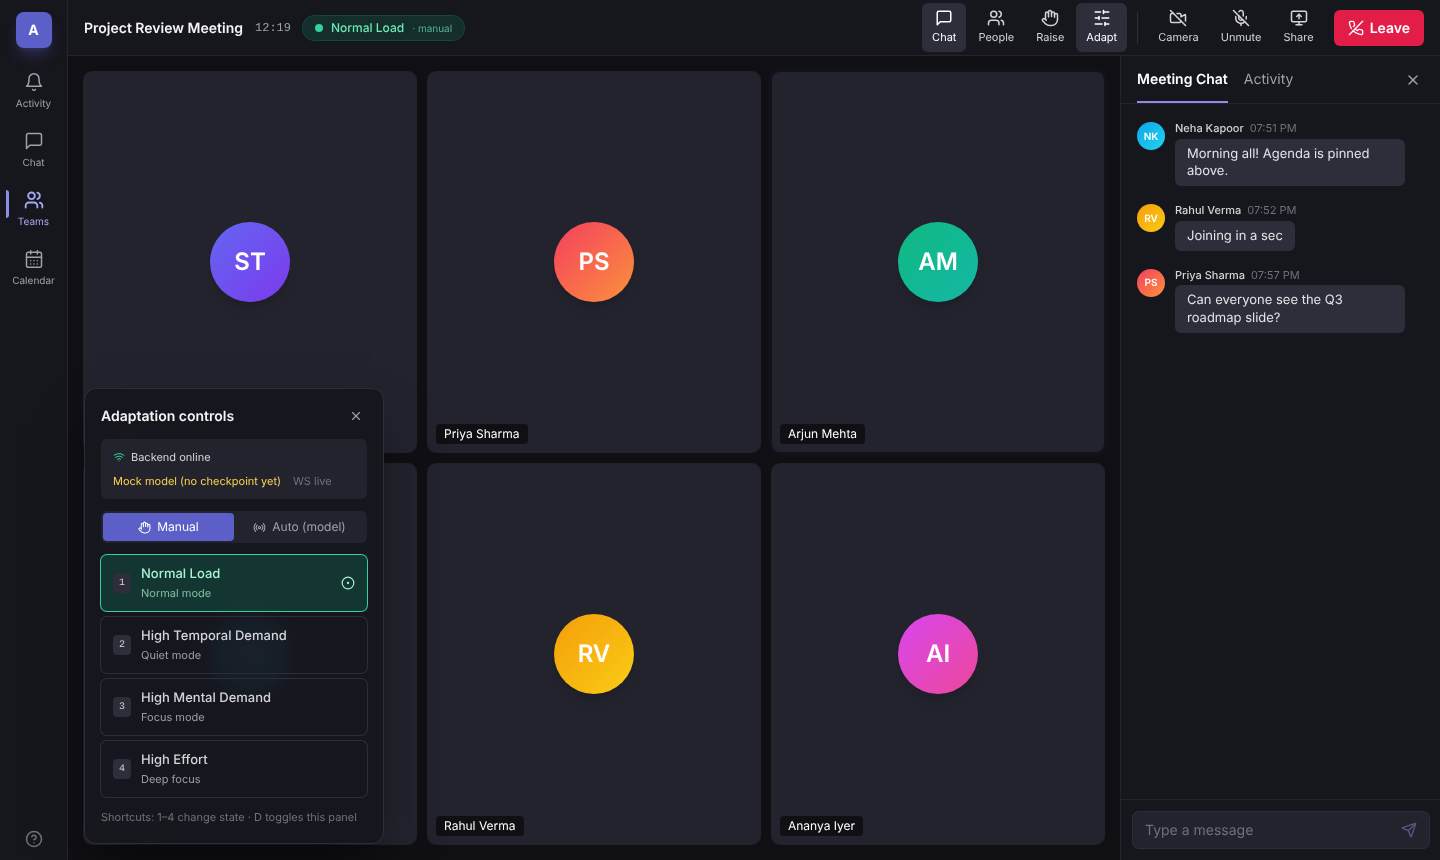 A
Activity
Chat
Teams
Calendar
Project Review Meeting
12:19
Normal Load · manual
Chat
People
Raise
Adapt
Camera
Unmute
Share
Leave
ST
PS
Priya Sharma
AM
Arjun Mehta
RV
Rahul Verma
AI
Ananya Iyer
Adaptation controls
Backend online
Mock model (no checkpoint yet) WS live
Manual
Auto (model)
1
Normal Load
Normal mode
2
High Temporal Demand
Quiet mode
3
High Mental Demand
Focus mode
4
High Effort
Deep focus
Shortcuts: 1–4 change state · D toggles this panel
Meeting Chat
Activity
NK
Neha Kapoor 07:51 PM
Morning all! Agenda is pinned
above.
RV
Rahul Verma 07:52 PM
Joining in a sec
PS
Priya Sharma 07:57 PM
Can everyone see the Q3
roadmap slide?
Type a message